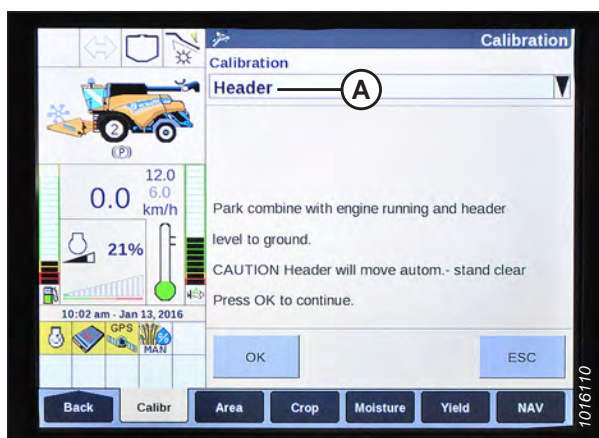 Calibration
Calibration
Header
A
2
(P)
12.0
6.0
0.0 km/h
21%
Park combine with engine running and header
level to ground.
CAUTION Header will move autom.- stand clear
Press OK to continue.
10:02 am - Jan 13, 2016
GPS
MAN
OK
ESC
Back
Calibr
Area
Crop
Moisture
Yield
NAV
1016110